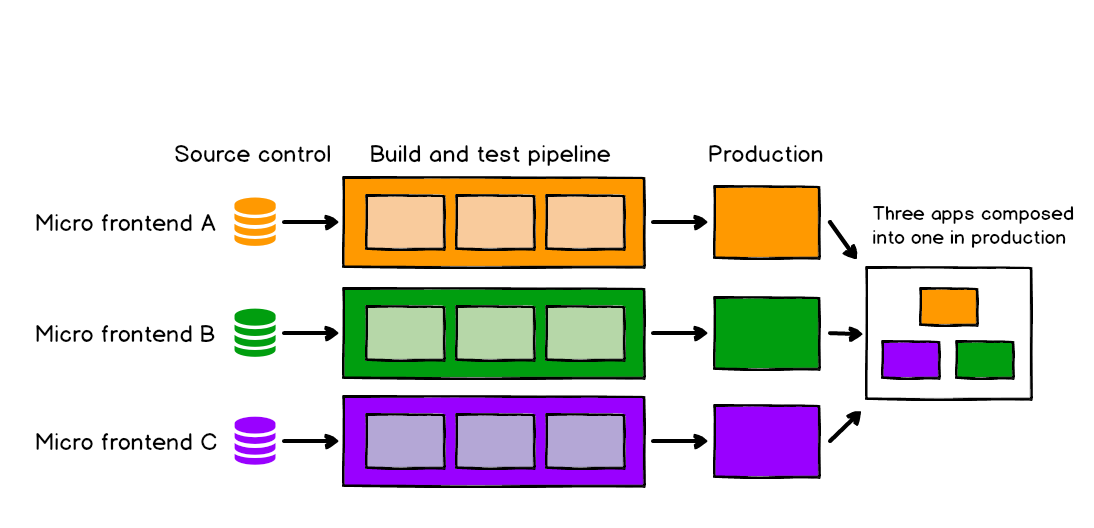 Source control
Build and test pipeline
Production
Micro frontend A
Three apps composed
into one in production
Micro frontend B
Micro frontend C